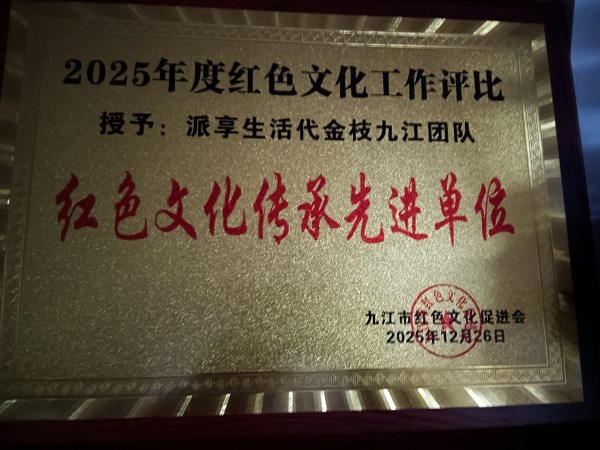 2025年度红色文化工作评比
授予：派享生活代金枝九江团队
红色文化传承先进单位
九江市红色文化促进会
2025年12月26日